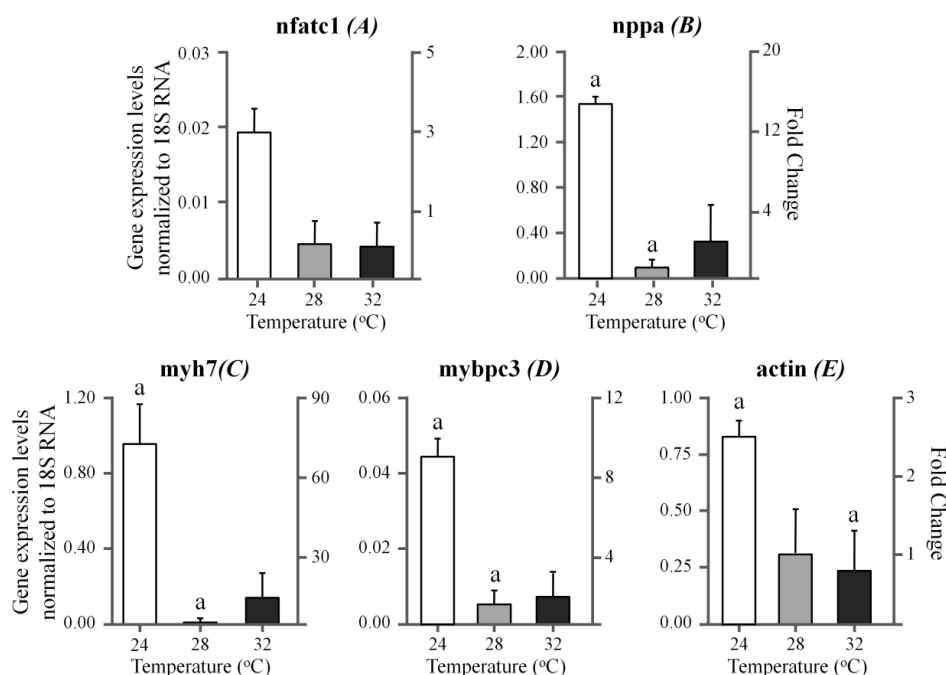 nfatc1 (A)
Gene expression levels
normalized to 18S RNA
0.03
0.02
0.01
0.00
5
3
1
24 28 32
Temperature (ºC)
nppa (B)
2.00
1.60
1.20
0.80
0.40
0.00
a
a
20
12
4
Fold Change
24 28 32
Temperature (ºC)
myh7(C)
Gene expression levels
normalized to 18S RNA
1.20
0.80
0.40
0.00
a
a
90
60
30
24 28 32
Temperature (ºC)
mybpc3 (D)
0.06
0.04
0.02
0.00
a
a
12
8
4
24 28 32
Temperature (ºC)
actin (E)
1.00
0.75
0.50
0.25
0.00
a
a
3
2
1
Fold Change
24 28 32
Temperature (ºC)